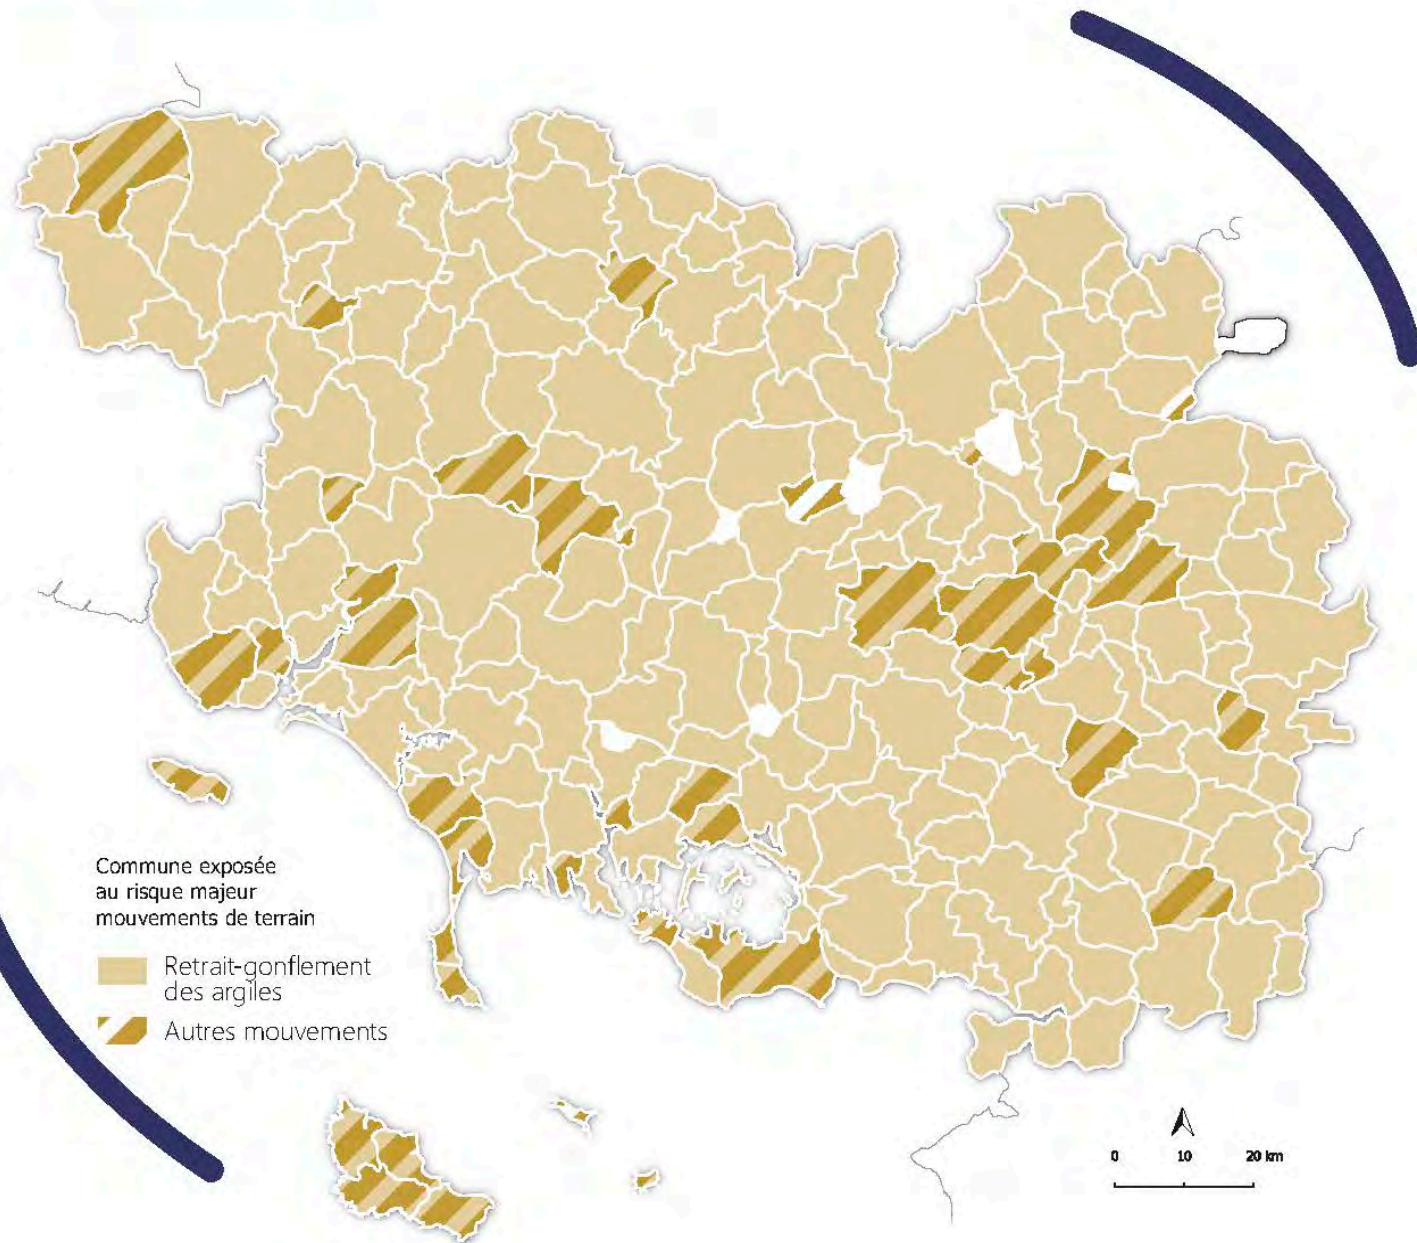 Commune exposée
au risque majeur
mouvements de terrain
Retrait-gonflement
des argiles
Autres mouvements
0 10 20 km